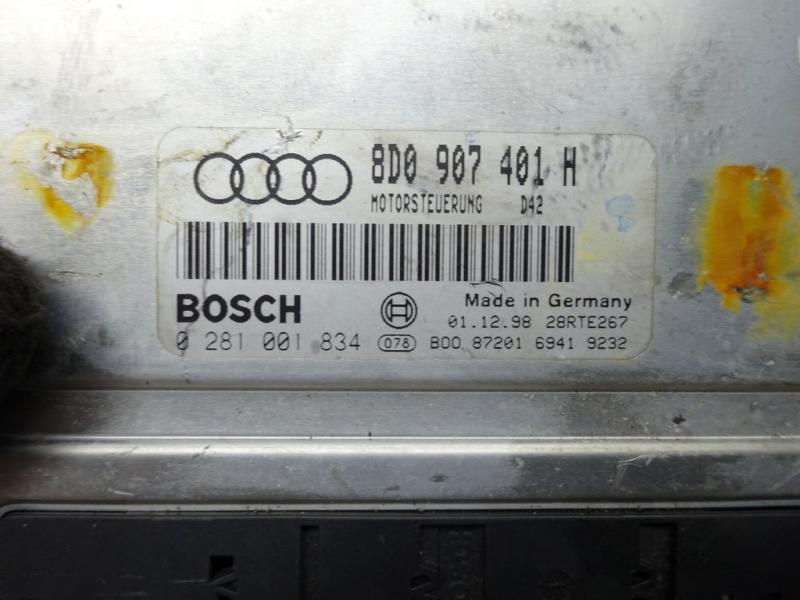 8D0 907 401 H
MOTORSTEUERUNG D42
BOSCH
Made in Germany
01.12.98 28RTE267
0 281 001 834 078 B00 87201 6941 9232